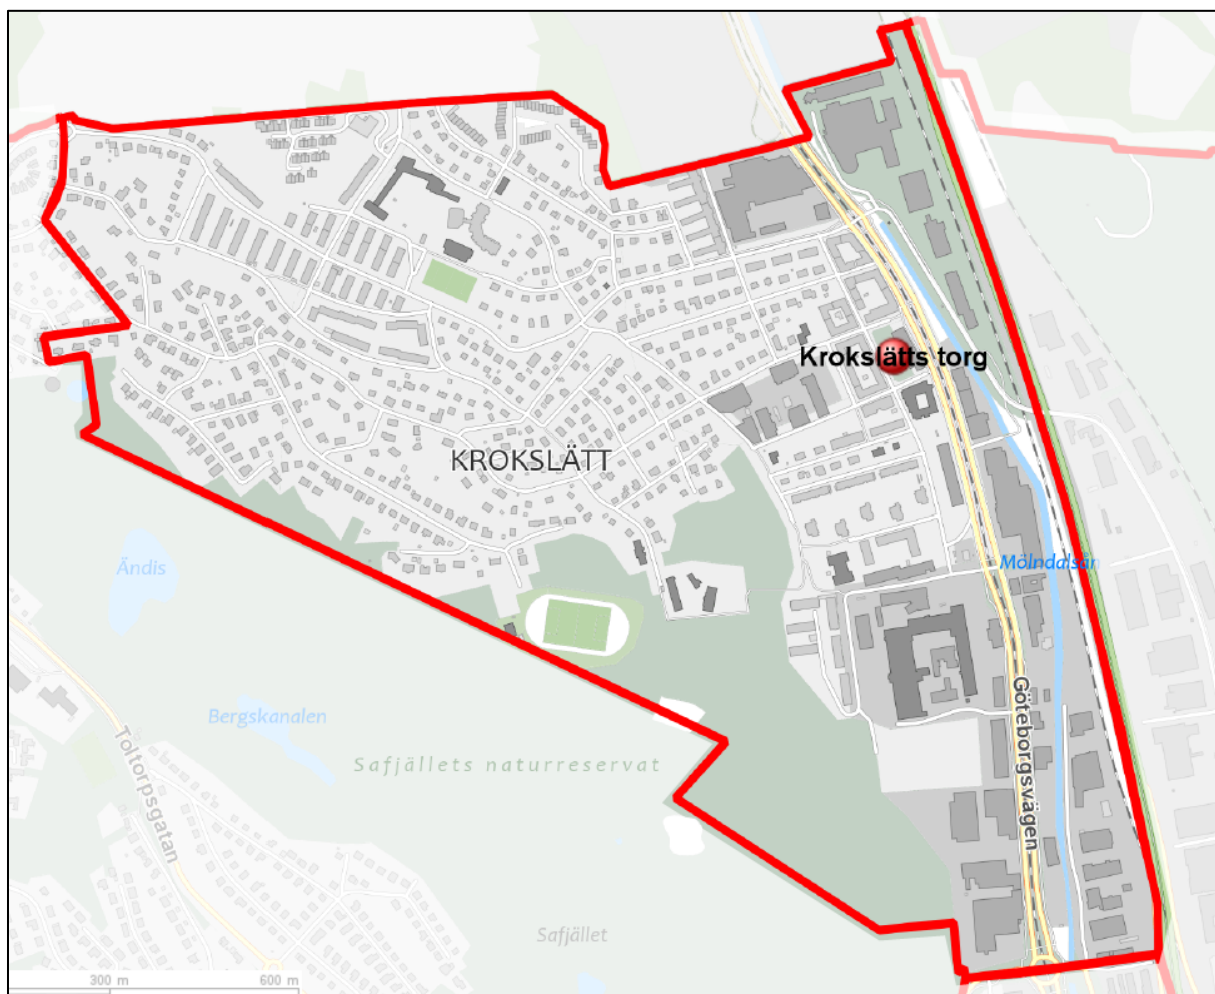 Krokslätts torg
KROKSLÄTT
Mölndalsån
Ändis
Göteborgsvägen
Bergskanalen
Toltorpsgatan
Safjällets naturreservat
Safjället
300 m
600 m